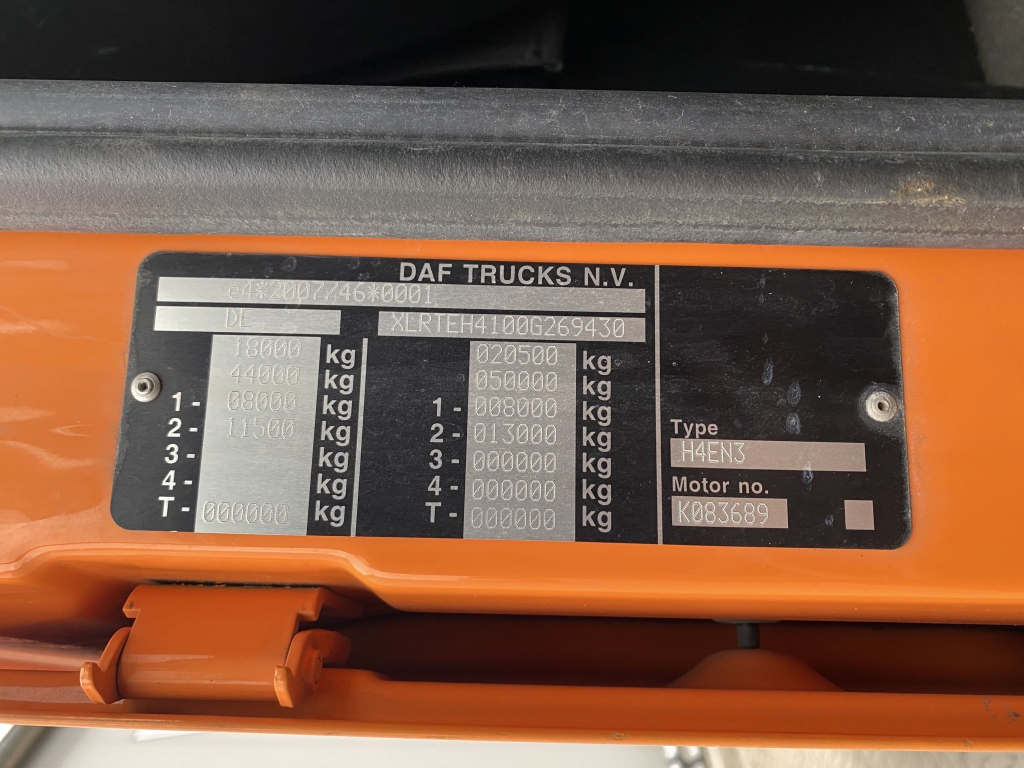 DAF TRUCKS N.V.
e4*2007/46*0001
DE XLRTEH4100G269430
18000 kg 020500 kg
44000 kg 050000 kg
1- 08000 kg 1- 008000 kg
2- 11500 kg 2- 013000 kg
3- kg 3- 000000 kg
4- kg 4- 000000 kg
T- 000000 kg T- 000000 kg
Type
H4EN3
Motor no.
K083689